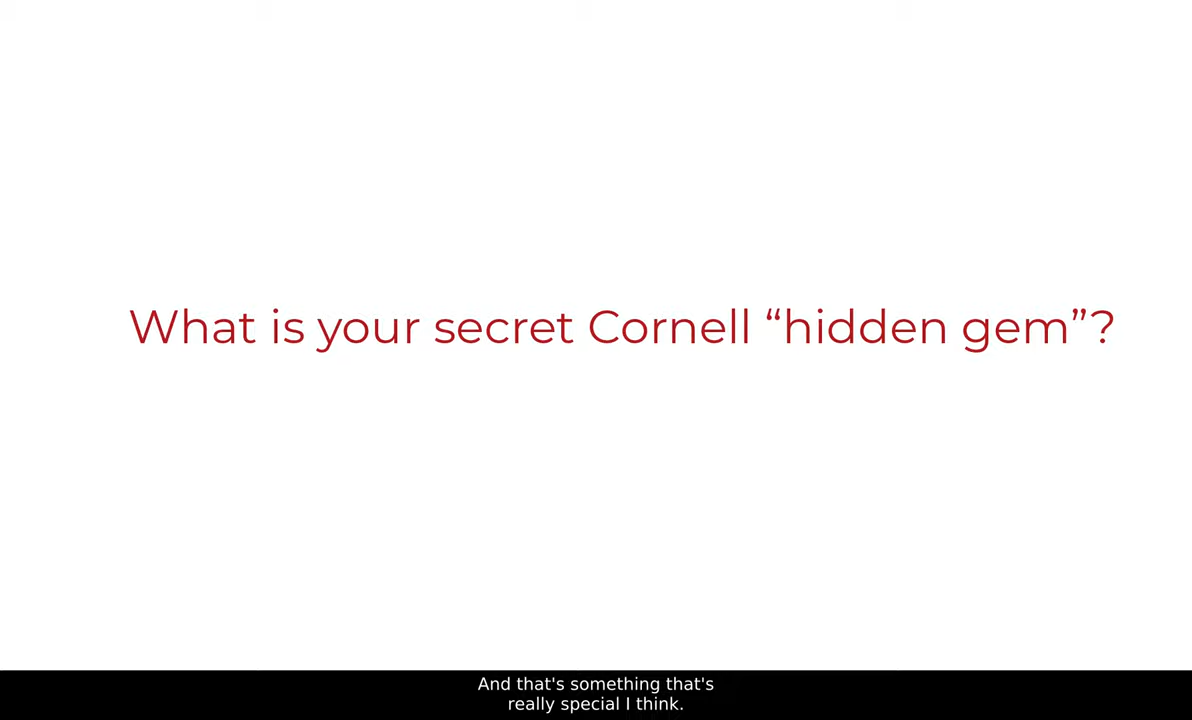 What is your secret Cornell “hidden gem”?
And that's something that's
really special I think.